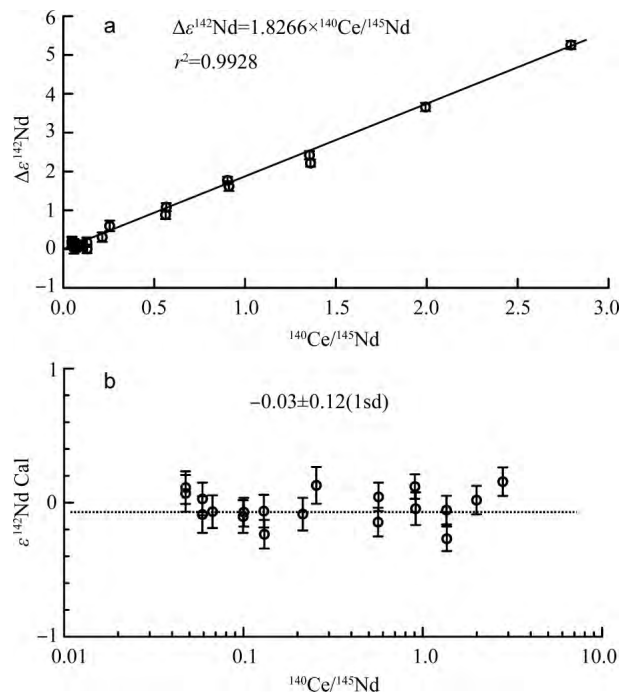 a
Δε¹⁴²Nd=1.8266×¹⁴⁰Ce/¹⁴⁵Nd
r²=0.9928
6
5
4
3
2
1
0
−1
Δε¹⁴²Nd
0.0 0.5 1.0 1.5 2.0 2.5 3.0
¹⁴⁰Ce/¹⁴⁵Nd
b
−0.03±0.12(1sd)
1
0
−1
ε¹⁴²Nd Cal
0.01 0.1 1.0 10.0
¹⁴⁰Ce/¹⁴⁵Nd